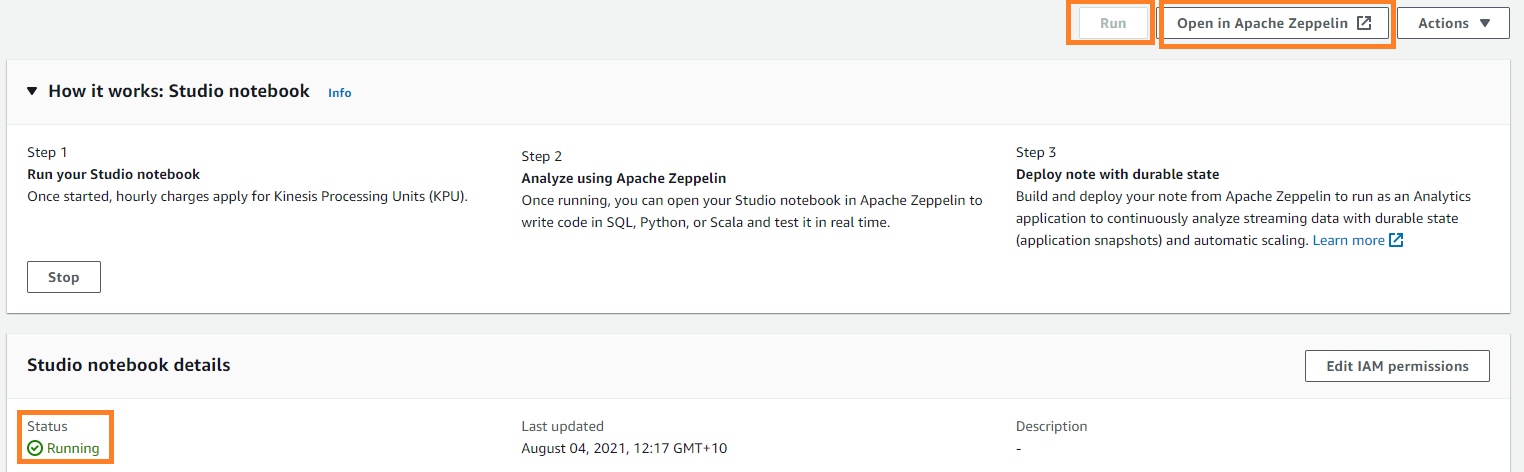 Run
Open in Apache Zeppelin
Actions
How it works: Studio notebook Info
Step 1
Run your Studio notebook
Once started, hourly charges apply for Kinesis Processing Units (KPU).
Stop
Step 2
Analyze using Apache Zeppelin
Once running, you can open your Studio notebook in Apache Zeppelin to
write code in SQL, Python, or Scala and test it in real time.
Step 3
Deploy note with durable state
Build and deploy your note from Apache Zeppelin to run as an Analytics
application to continuously analyze streaming data with durable state
(application snapshots) and automatic scaling. Learn more
Studio notebook details
Edit IAM permissions
Status
Running
Last updated
August 04, 2021, 12:17 GMT+10
Description
-